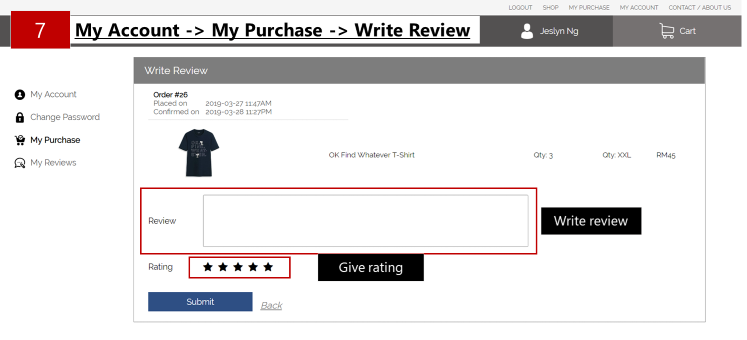 LOGOUT SHOP MY PURCHASE MY ACCOUNT CONTACT / ABOUT US
7 My Account -> My Purchase -> Write Review
Jeslyn Ng
Cart
Write Review
My Account
Change Password
My Purchase
My Reviews
Order #26
Placed on 2019-03-27 11:47AM
Confirmed on 2019-03-28 11:27PM
OK Find Whatever T-Shirt Qty: 3 Qty: XXL RM45
Review
Write review
Rating
Give rating
Submit
Back